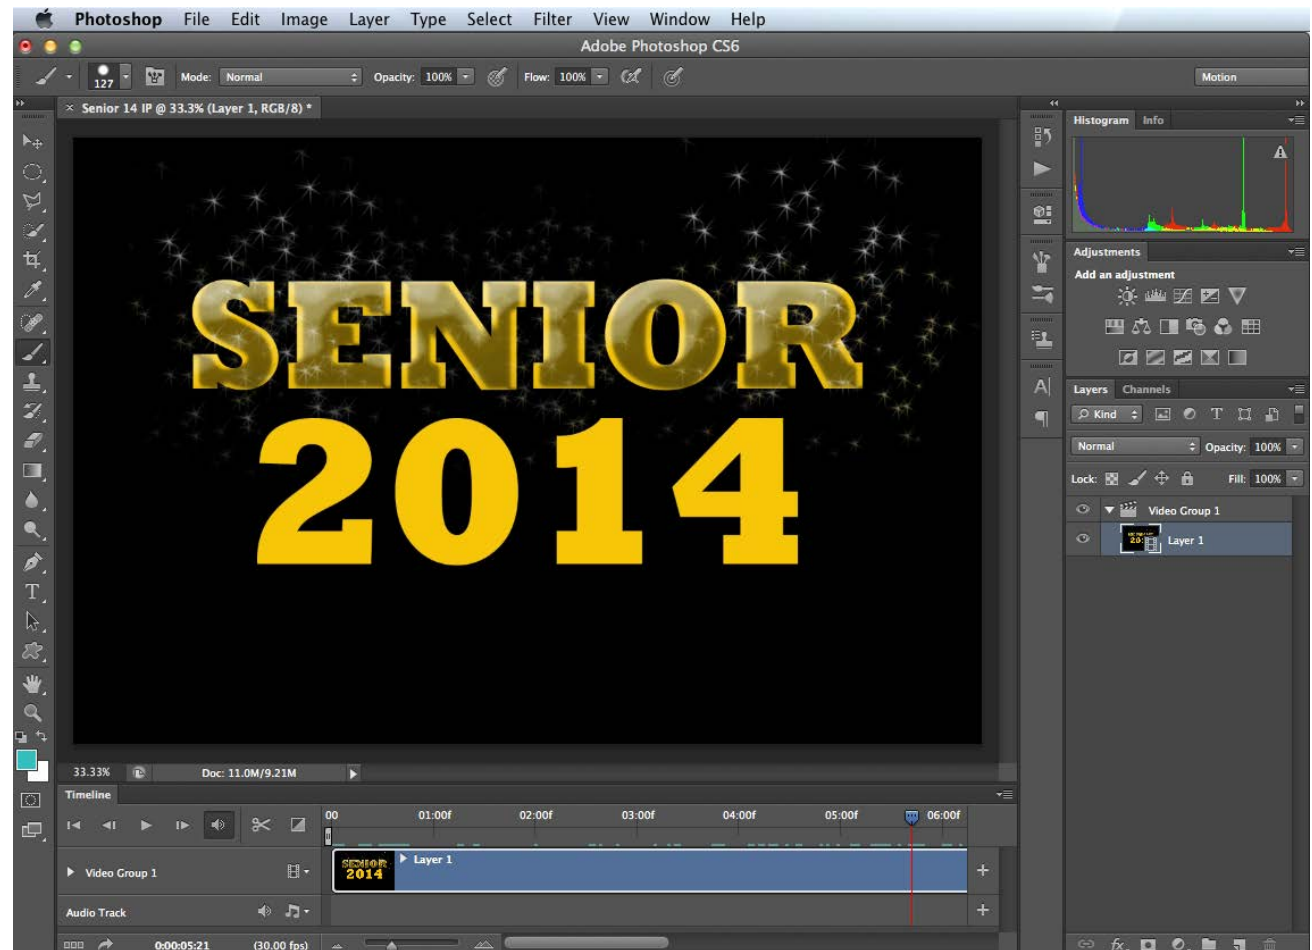 Photoshop File Edit Image Layer Type Select Filter View Window Help
Adobe Photoshop CS6
127 Mode: Normal Opacity: 100% Flow: 100% Motion
× Senior 14 IP @ 33.3% (Layer 1, RGB/8) *
SENIOR
2014
Histogram Info
Adjustments
Add an adjustment
Layers Channels
Kind T
Normal Opacity: 100%
Lock: Fill: 100%
Video Group 1
Layer 1
A
T
33.33% Doc: 11.0M/9.21M
Timeline
00 01:00f 02:00f 03:00f 04:00f 05:00f 06:00f
Video Group 1 SENIOR 2014 Layer 1
Audio Track
0:00:05:21 (30.00 fps)
fx